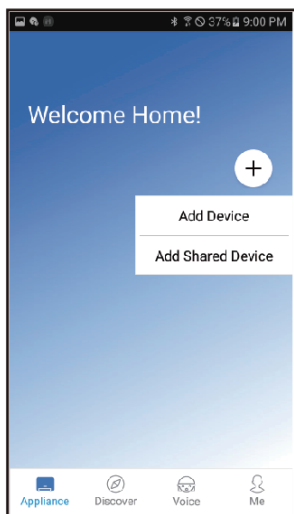 37% 9:00 PM
Welcome Home!
+
Add Device
Add Shared Device
Appliance Discover Voice Me